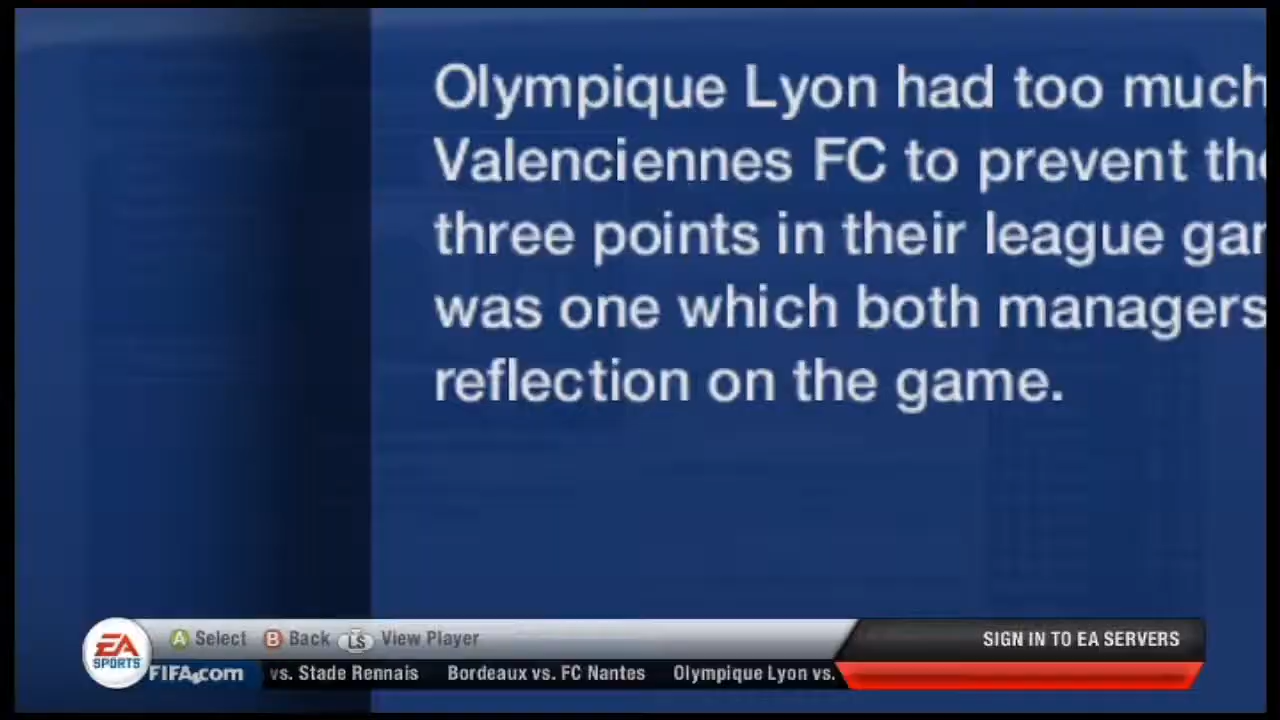 Olympique Lyon had too much
Valenciennes FC to prevent the
three points in their league gar
was one which both managers
reflection on the game.
A Select B Back LS View Player
SIGN IN TO EA SERVERS
EA
SPORTS
FIFA.com vs. Stade Rennais Bordeaux vs. FC Nantes Olympique Lyon vs.